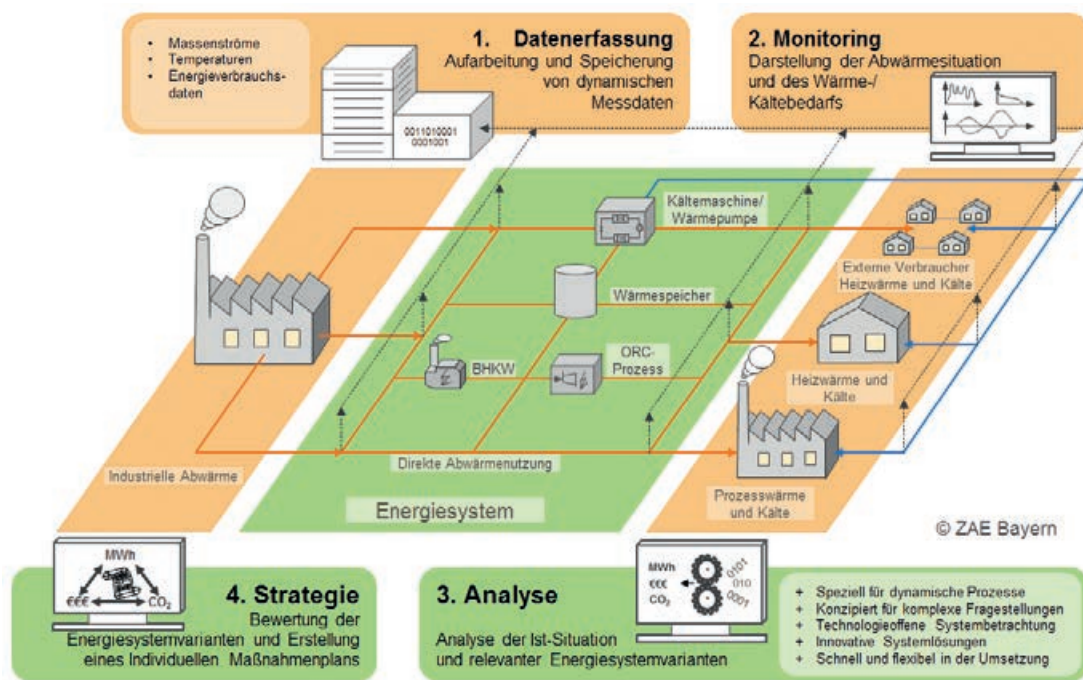 1. Datenerfassung
Aufarbeitung und Speicherung
von dynamischen
Messdaten
• Massenströme
• Temperaturen
• Energieverbrauchs-
daten
0011010001
0001001
2. Monitoring
Darstellung der Abwärmesituation
und des Wärme-/
Kältebedarfs
Kältemaschine/
Wärmepumpe
Wärmespeicher
BHKW
ORC-
Prozess
Externe Verbraucher
Heizwärme und Kälte
Heizwärme und
Kälte
Industrielle Abwärme
Direkte Abwärmenutzung
Prozesswärme
und Kälte
Energiesystem
© ZAE Bayern
MWh
€€€
CO₂
4. Strategie
Bewertung der
Energiesystemvarianten und Erstellung
eines Individuellen Maßnahmenplans
3. Analyse
Analyse der Ist-Situation
und relevanter Energiesystemvarianten
MWh
€€€
CO₂
0101
010
0001
+ Speziell für dynamische Prozesse
+ Konzipiert für komplexe Fragestellungen
+ Technologieoffene Systembetrachtung
+ Innovative Systemlösungen
+ Schnell und flexibel in der Umsetzung